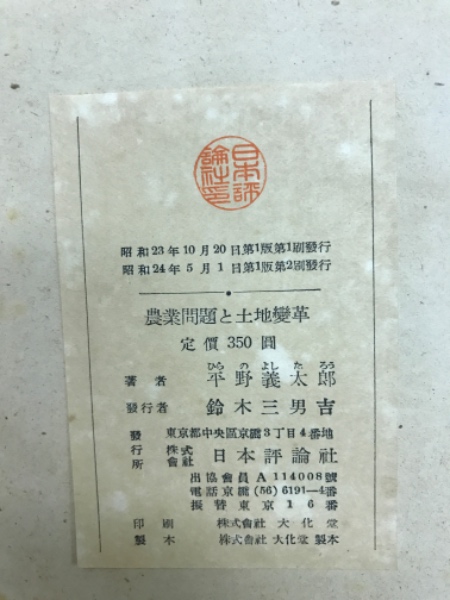 日本評論社印
昭和23年10月20日第1版第1刷發行
昭和24年5月1日第1版第2刷發行
農業問題と土地變革
定價 350 圓
ひらのよしたろう
著者 平野義太郎
發行者 鈴木三男吉
發行所 東京都中央區京橋3丁目4番地
株式會社 日本評論社
出協會員 A 114008號
電話京橋 (56) 6191—4番
振替東京16番
印刷 株式會社 大化堂
製本 株式會社 大化堂 製本